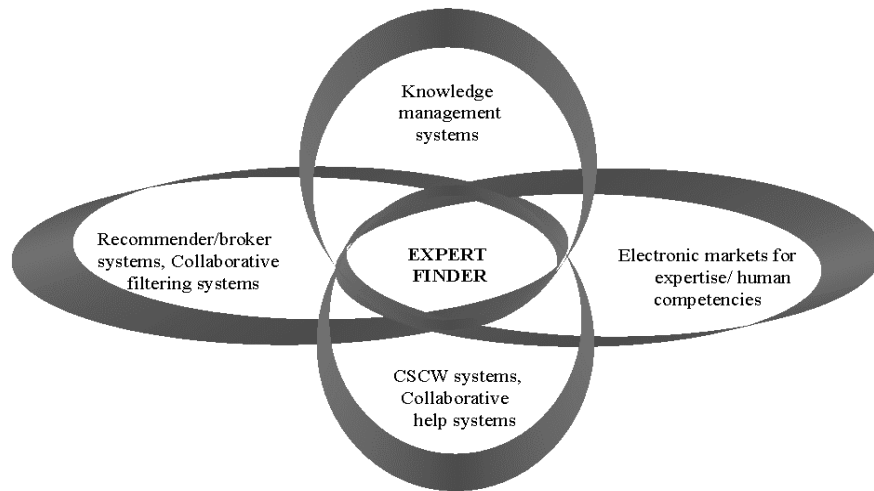 Knowledge
management
systems
Recommender/broker
systems, Collaborative
filtering systems
EXPERT
FINDER
Electronic markets for
expertise/ human
competencies
CSCW systems,
Collaborative
help systems